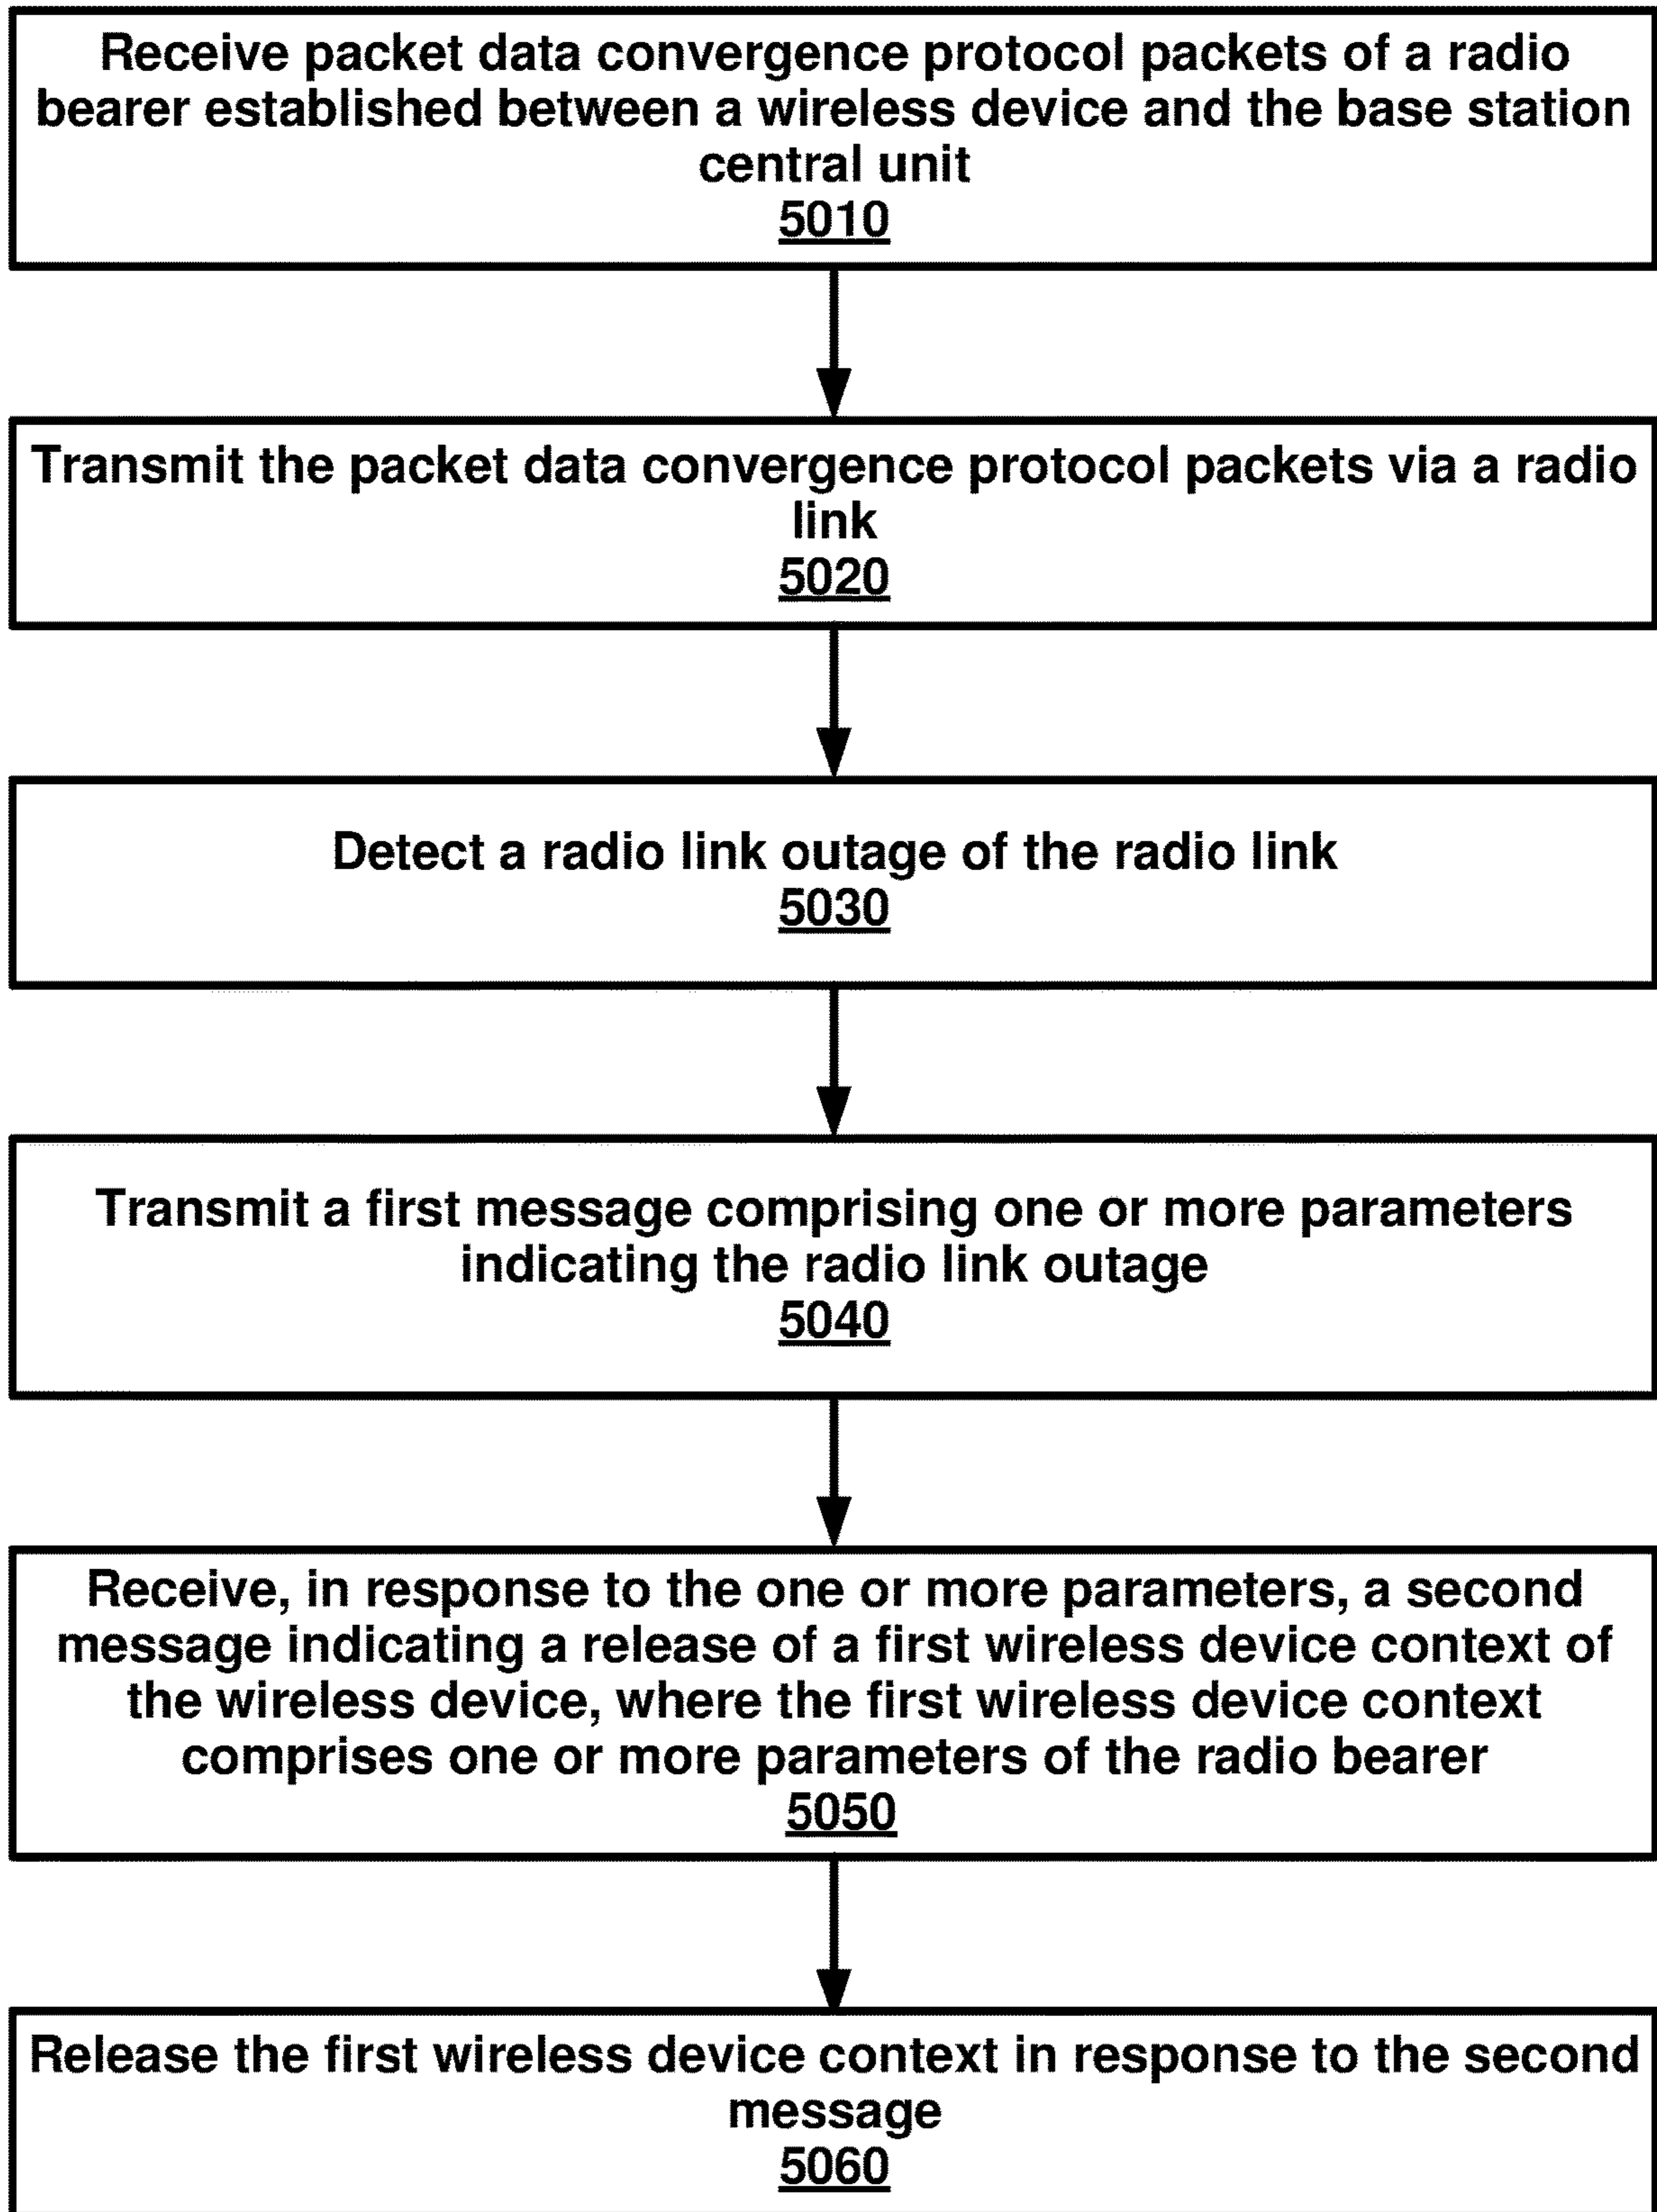 Receive packet data convergence protocol packets of a radio
bearer established between a wireless device and the base station
central unit
5010
Transmit the packet data convergence protocol packets via a radio
link
5020
Detect a radio link outage of the radio link
5030
Transmit a first message comprising one or more parameters
indicating the radio link outage
5040
Receive, in response to the one or more parameters, a second
message indicating a release of a first wireless device context of
the wireless device, where the first wireless device context
comprises one or more parameters of the radio bearer
5050
Release the first wireless device context in response to the second
message
5060